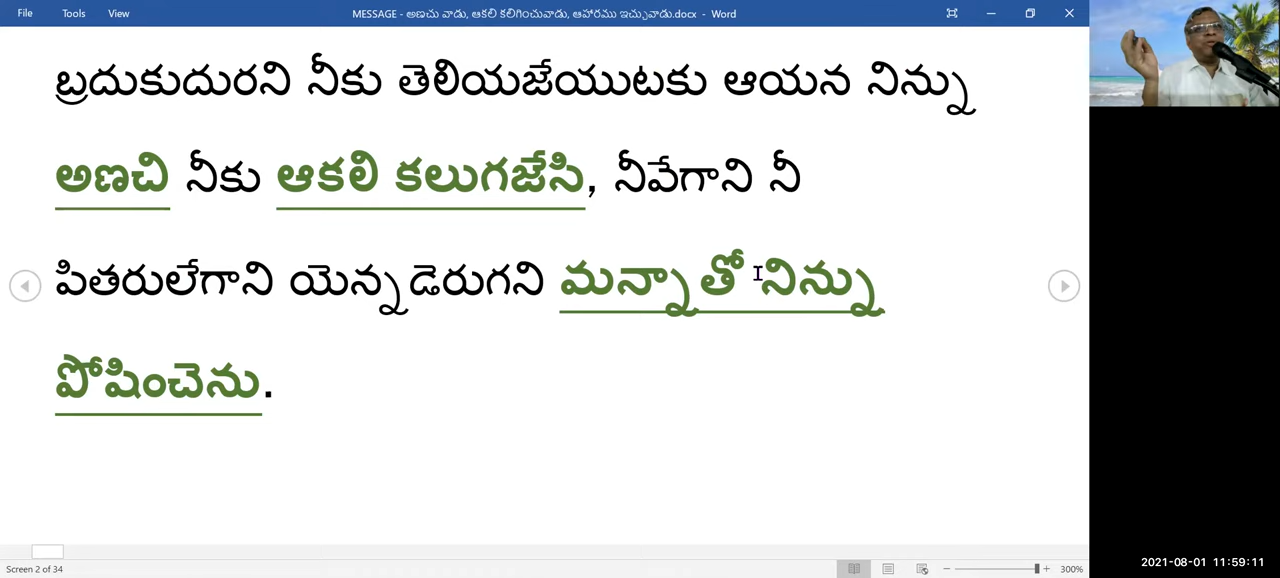 File Tools View MESSAGE - అణచు వాడు, ఆకలి కలిగించువాడు, ఆహారము ఇచ్చువాడు.docx - Word
బ్రదుకుదురని నీకు తెలియజేయుటకు ఆయన నిన్ను
అణచి నీకు ఆకలి కలుగజేసి, నీవేగాని నీ
పితరులేగాని యెన్నడెరుగని మన్నాతో నిన్ను
పోషించెను.
Screen 2 of 34 300%
2021-08-01 11:59:11